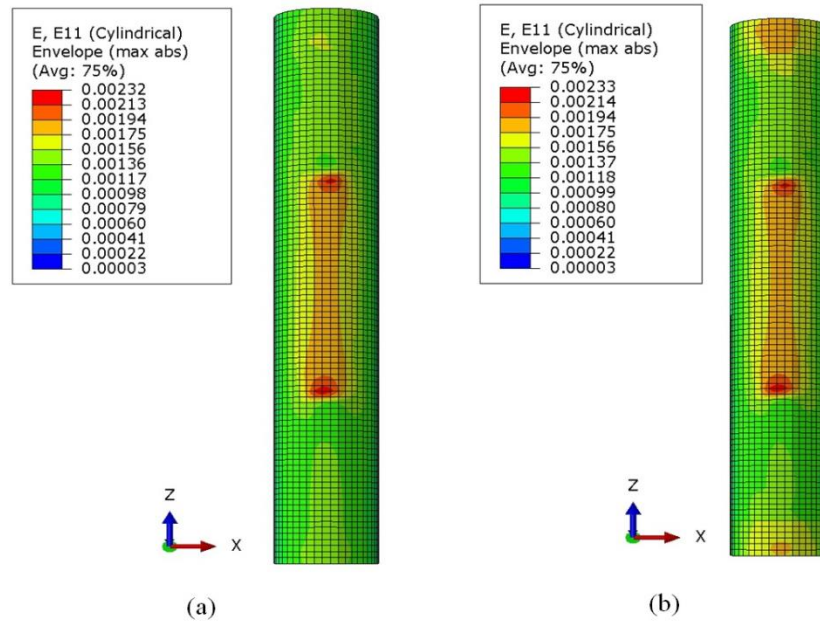 E, E11 (Cylindrical)
Envelope (max abs)
(Avg: 75%)
0.00232
0.00213
0.00194
0.00175
0.00156
0.00136
0.00117
0.00098
0.00079
0.00060
0.00041
0.00022
0.00003
Z
X
(a)
E, E11 (Cylindrical)
Envelope (max abs)
(Avg: 75%)
0.00233
0.00214
0.00194
0.00175
0.00156
0.00137
0.00118
0.00099
0.00080
0.00060
0.00041
0.00022
0.00003
Z
X
(b)